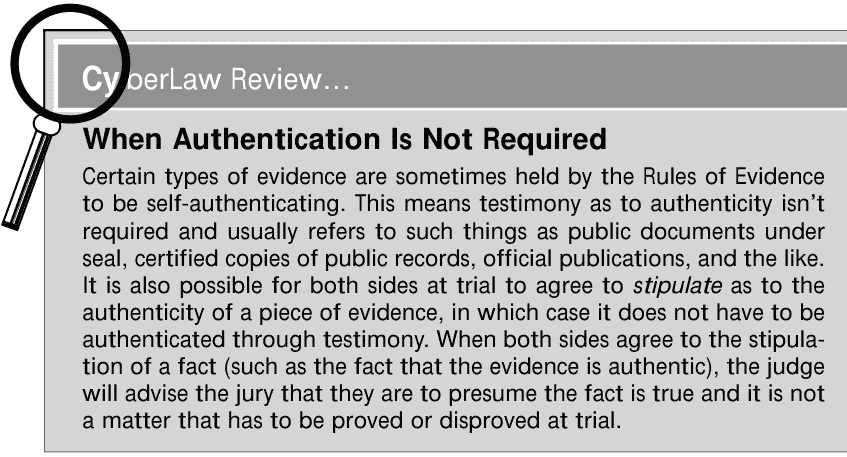 CyberLaw Review...
When Authentication Is Not Required
Certain types of evidence are sometimes held by the Rules of Evidence
to be self-authenticating. This means testimony as to authenticity isn't
required and usually refers to such things as public documents under
seal, certified copies of public records, official publications, and the like.
It is also possible for both sides at trial to agree to stipulate as to the
authenticity of a piece of evidence, in which case it does not have to be
authenticated through testimony. When both sides agree to the stipula-
tion of a fact (such as the fact that the evidence is authentic), the judge
will advise the jury that they are to presume the fact is true and it is not
a matter that has to be proved or disproved at trial.